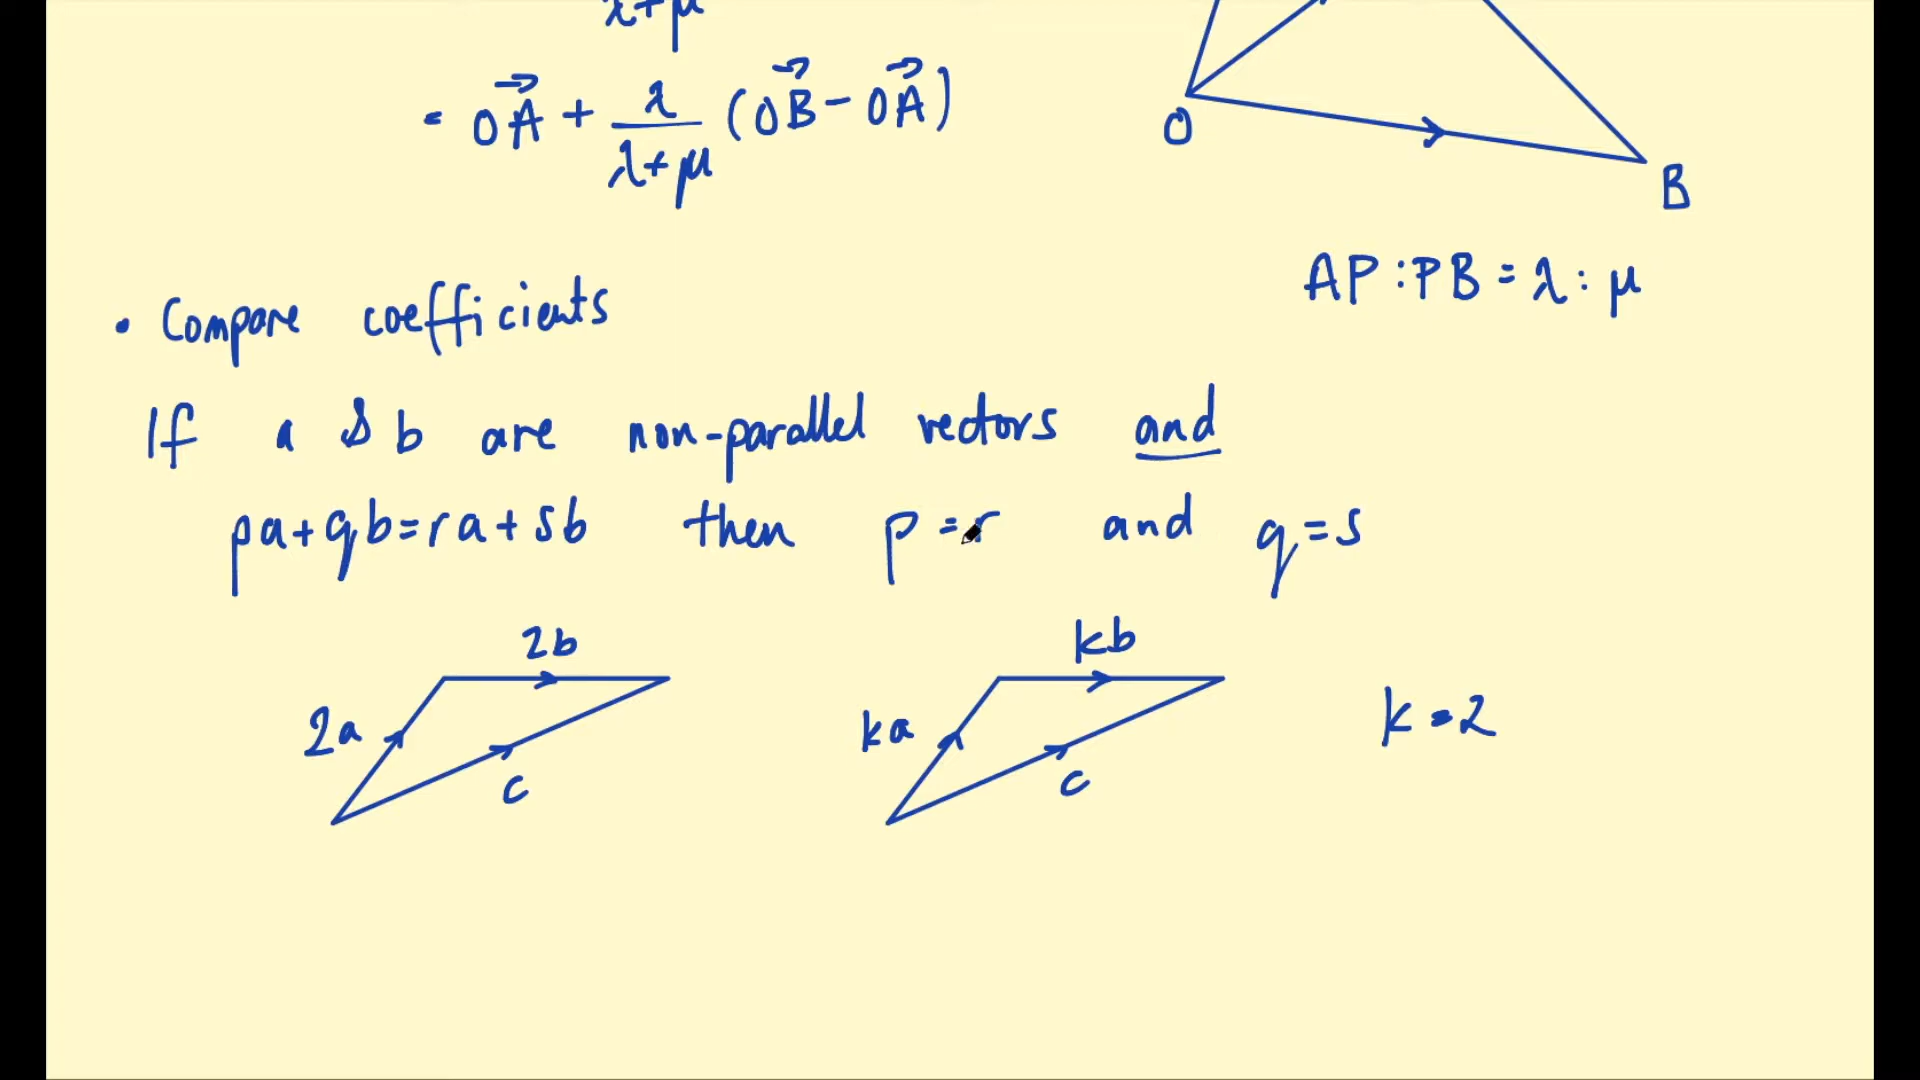 λ+μ
= OA + λ/λ+μ (OB - OA)
O
B
AP:PB = λ:μ
• Compare coefficients
If a & b are non-parallel vectors and
pa+qb=ra+sb then p=r and q=s
2b
2a
c
kb
ka
c
k=2